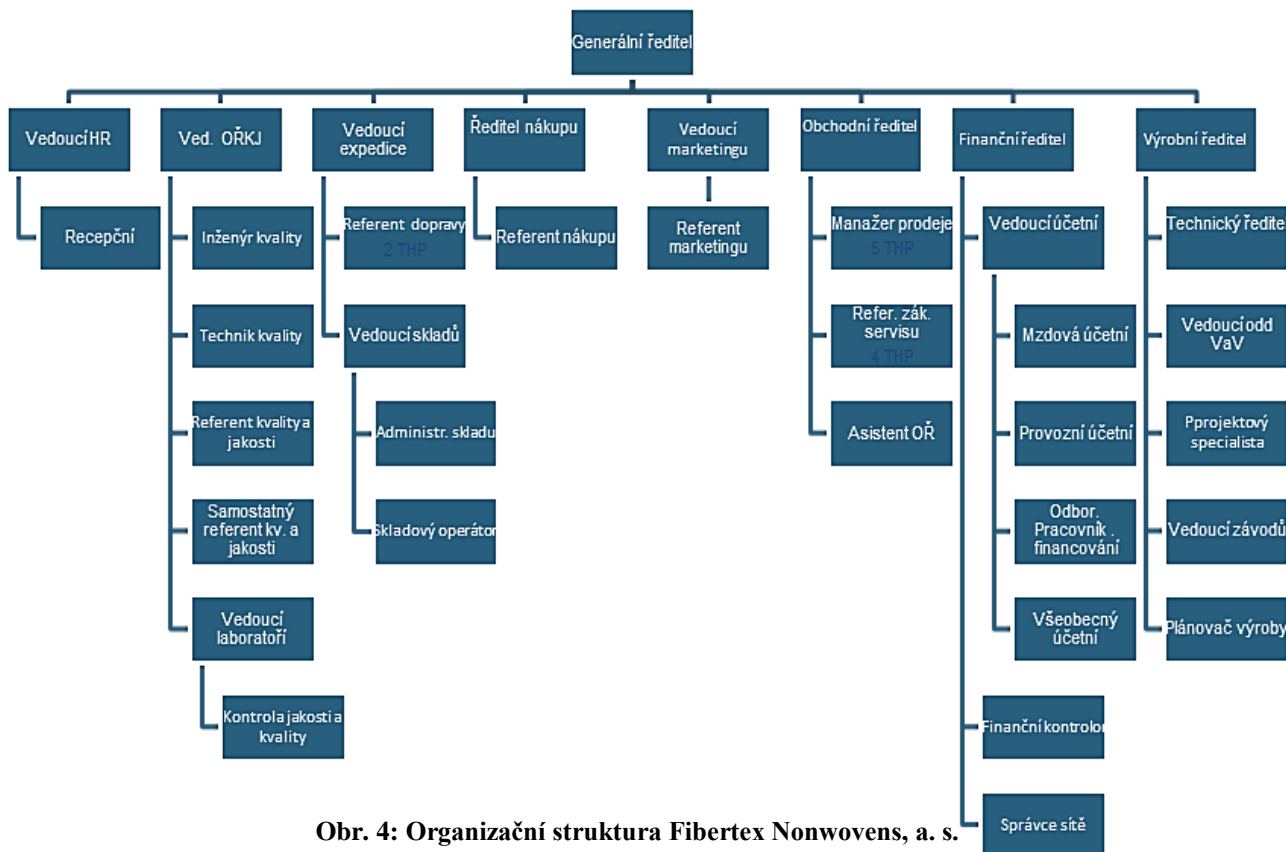 Generální ředitel
Vedoucí HR
Ved. OŘKJ
Vedoucí
expedice
Ředitel nákupu
Vedoucí
marketingu
Obchodní ředitel
Finanční ředitel
Výrobní ředitel
Recepční
Inženýr kvality
Technik kvality
Referent kvality a
jakosti
Samostatný
referent kv. a
jakosti
Vedoucí
laboratoří
Kontrola jakosti a
kvality
Referent dopravy
2 THP
Vedoucí skladů
Administr. skladu
Skladový operátor
Referent nákupu
Referent
marketingu
Manažer prodeje
5 THP
Refer. zák.
servisu
4 THP
Asistent OŘ
Vedoucí účetní
Mzdová účetní
Provozní účetní
Odbor.
Pracovník .
financování
Všeobecný
účetní
Finanční kontrolor
Správce sítě
Technický ředitel
Vedoucí odd
VaV
Pprojektový
specialista
Vedoucí závodů
Plánovač výroby
Obr. 4: Organizační struktura Fibertex Nonwovens, a. s.